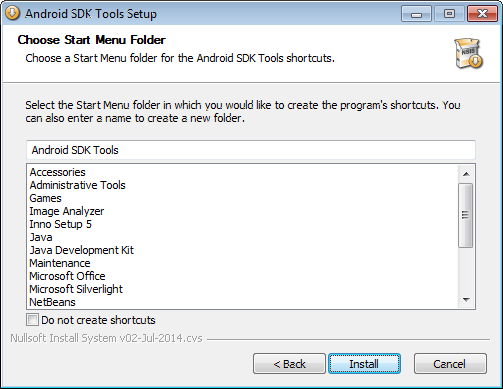 Android SDK Tools Setup
Choose Start Menu Folder
Choose a Start Menu folder for the Android SDK Tools shortcuts.
Select the Start Menu folder in which you would like to create the program's shortcuts. You
can also enter a name to create a new folder.
Android SDK Tools
Accessories
Administrative Tools
Games
Image Analyzer
Inno Setup 5
Java
Java Development Kit
Maintenance
Microsoft Office
Microsoft Silverlight
NetBeans
Do not create shortcuts
Nullsoft Install System v02-Jul-2014.cvs
< Back
Install
Cancel